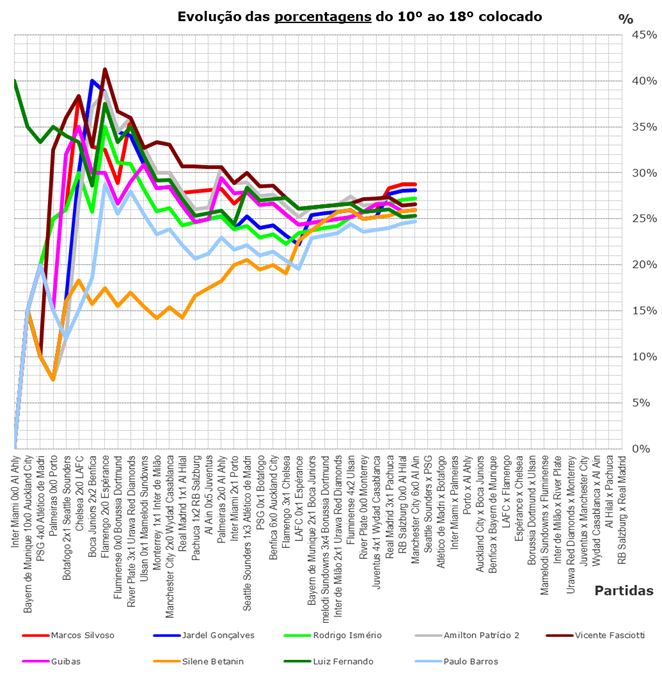 Evolução das porcentagens do 10º ao 18º colocado
%
45%
40%
35%
30%
25%
20%
15%
10%
5%
0%
Inter Miami 0x0 Al Ahly
Bayern de Munique 10x0 Auckland City
PSG 4x0 Atlético de Madri
Palmeiras 0x0 Porto
Botafogo 2x1 Seattle Sounders
Chelsea 2x0 LAFC
Boca Juniors 2x2 Benfica
Flamengo 2x0 Espérance
Fluminense 0x0 Borussia Dortmund
River Plate 3x1 Urawa Red Diamonds
Ulsan 0x1 Mamelodi Sundowns
Monterrey 1x1 Inter de Milão
Manchester City 2x0 Wydad Casablanca
Real Madrid 1x1 Al Hilal
Pachuca 1x2 RB Salzburg
Al Ain 0x5 Juventus
Palmeiras 2x0 Al Ahly
Inter Miami 2x1 Porto
Seattle Sounders 1x3 Atlético de Madri
PSG 0x1 Botafogo
Benfica 6x0 Auckland City
Flamengo 3x1 Chelsea
LAFC 0x1 Espérance
Bayern de Munique 2x1 Boca Juniors
melodi Sundowns 3x4 Borussia Dortmund
Inter de Milão 2x1 Urawa Red Diamonds
Fluminense 4x2 Ulsan
River Plate 0x0 Monterrey
Juventus 4x1 Wydad Casablanca
Real Madrid 3x1 Pachuca
RB Salzburg 0x0 Al Hilal
Manchester City 6x0 Al Ain
Seattle Sounders x PSG
Atlético de Madri x Botafogo
Inter Miami x Palmeiras
Porto x Al Ahly
Auckland City x Boca Juniors
Benfica x Bayern de Munique
LAFC x Flamengo
Espérance x Chelsea
Borussia Dortmund x Ulsan
Mamelodi Sundowns x Fluminense
Inter de Milão x River Plate
Urawa Red Diamonds x Monterrey
Juventus x Manchester City
Wydad Casablanca x Al Ain
Al Hilal x Pachuca
RB Salzburg x Real Madrid
Partidas
Marcos Silvoso
Jardel Gonçalves
Rodrigo Ismério
Amilton Patrício 2
Vicente Fasciotti
Guibas
Silene Betanin
Luiz Fernando
Paulo Barros